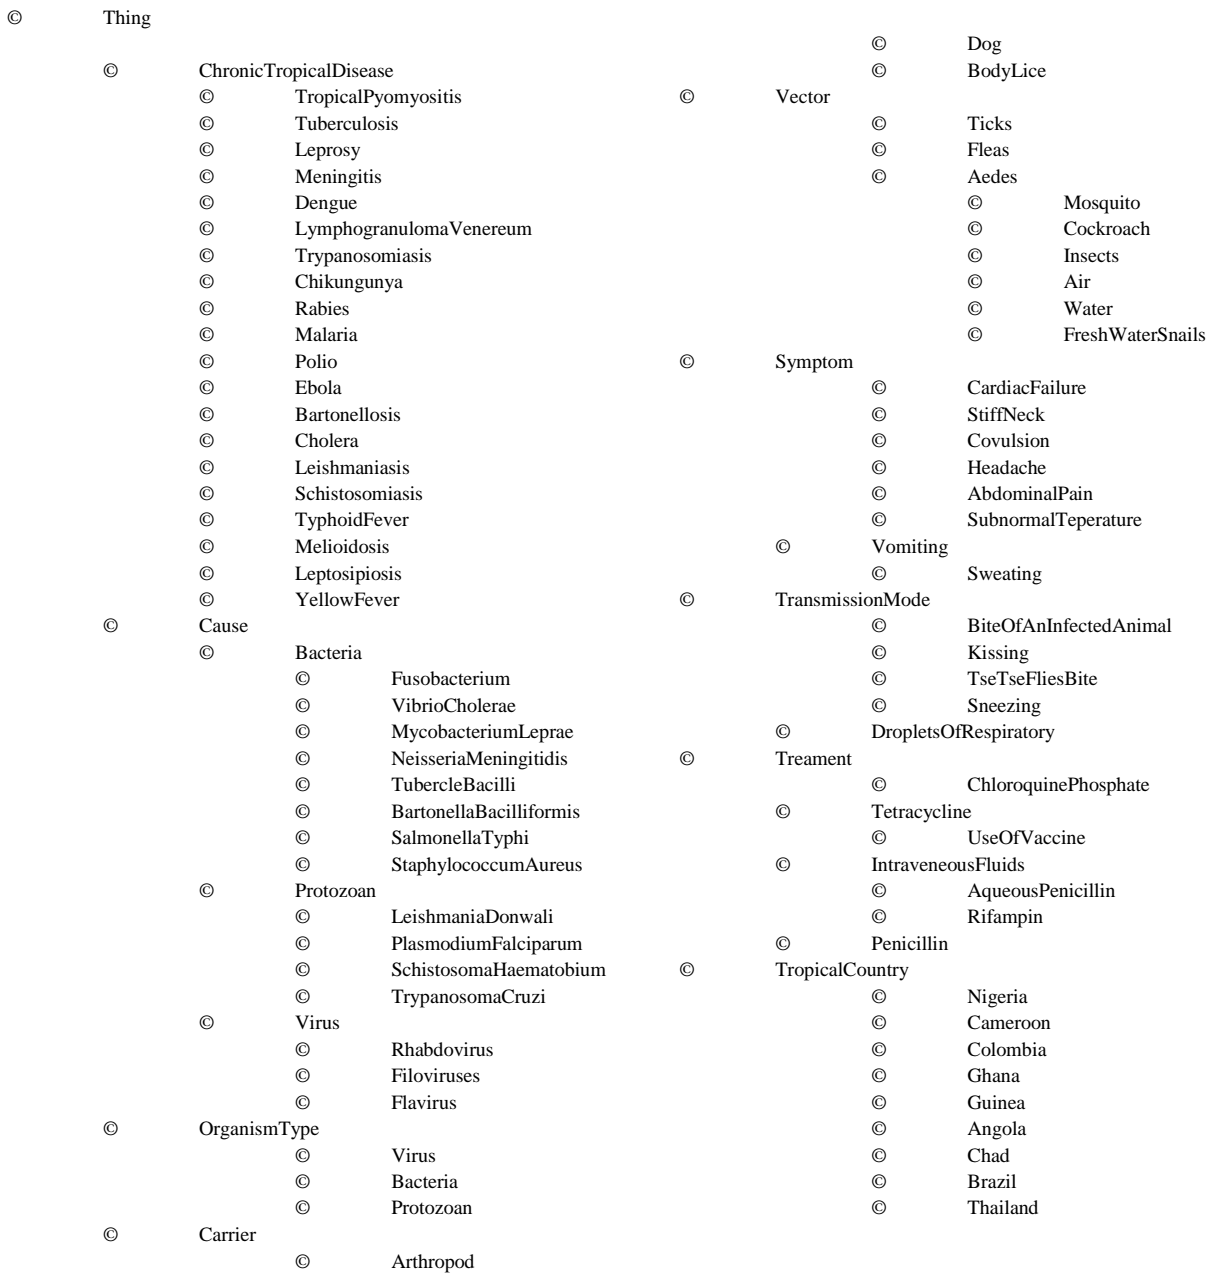 © Thing
© ChronicTropicalDisease
© TropicalPyomyositis
© Tuberculosis
© Leprosy
© Meningitis
© Dengue
© LymphogranulomaVenereum
© Trypanosomiasis
© Chikungunya
© Rabies
© Malaria
© Polio
© Ebola
© Bartonellosis
© Cholera
© Leishmaniasis
© Schistosomiasis
© TyphoidFever
© Melioidosis
© Leptosipiosis
© YellowFever
© Cause
© Bacteria
© Fusobacterium
© VibrioCholerae
© MycobacteriumLeprae
© NeisseriaMeningitidis
© TubercleBacilli
© BartonellaBacilliformis
© SalmonellaTyphi
© StaphylococcumAureus
© Protozoan
© LeishmaniaDonwali
© PlasmodiumFalciparum
© SchistosomaHaematobium
© TrypanosomaCruzi
© Virus
© Rhabdovirus
© Filoviruses
© Flavirus
© OrganismType
© Virus
© Bacteria
© Protozoan
© Carrier
© Arthropod
© Dog
© BodyLice
© Vector
© Ticks
© Fleas
© Aedes
© Mosquito
© Cockroach
© Insects
© Air
© Water
© FreshWaterSnails
© Symptom
© CardiacFailure
© StiffNeck
© Covulsion
© Headache
© AbdominalPain
© SubnormalTeperature
© Vomiting
© Sweating
© TransmissionMode
© BiteOfAnInfectedAnimal
© Kissing
© TseTseFliesBite
© Sneezing
© DropletsOfRespiratory
© Treament
© ChloroquinePhosphate
© Tetracycline
© UseOfVaccine
© IntraveneousFluids
© AqueousPenicillin
© Rifampin
© Penicillin
© TropicalCountry
© Nigeria
© Cameroon
© Colombia
© Ghana
© Guinea
© Angola
© Chad
© Brazil
© Thailand